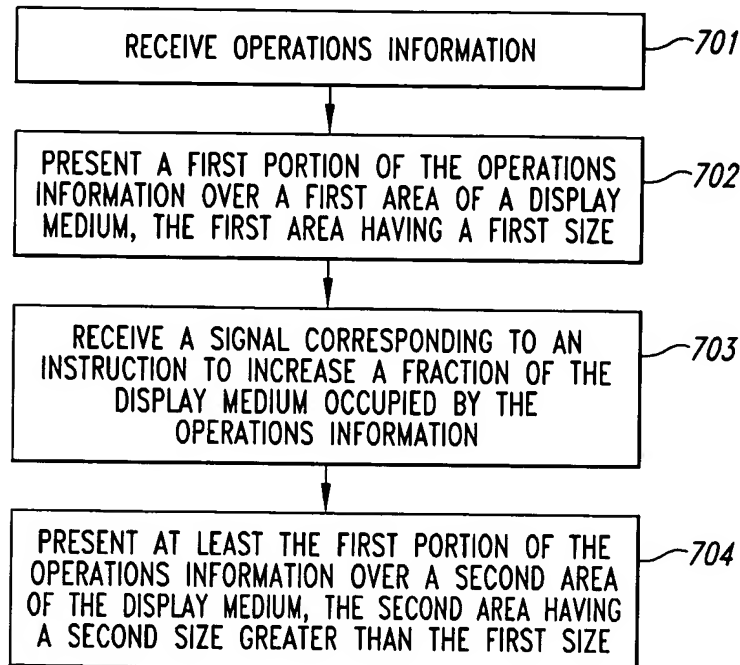 RECEIVE OPERATIONS INFORMATION
701
PRESENT A FIRST PORTION OF THE OPERATIONS
INFORMATION OVER A FIRST AREA OF A DISPLAY
MEDIUM, THE FIRST AREA HAVING A FIRST SIZE
702
RECEIVE A SIGNAL CORRESPONDING TO AN
INSTRUCTION TO INCREASE A FRACTION OF THE
DISPLAY MEDIUM OCCUPIED BY THE
OPERATIONS INFORMATION
703
PRESENT AT LEAST THE FIRST PORTION OF THE
OPERATIONS INFORMATION OVER A SECOND AREA
OF THE DISPLAY MEDIUM, THE SECOND AREA HAVING
A SECOND SIZE GREATER THAN THE FIRST SIZE
704